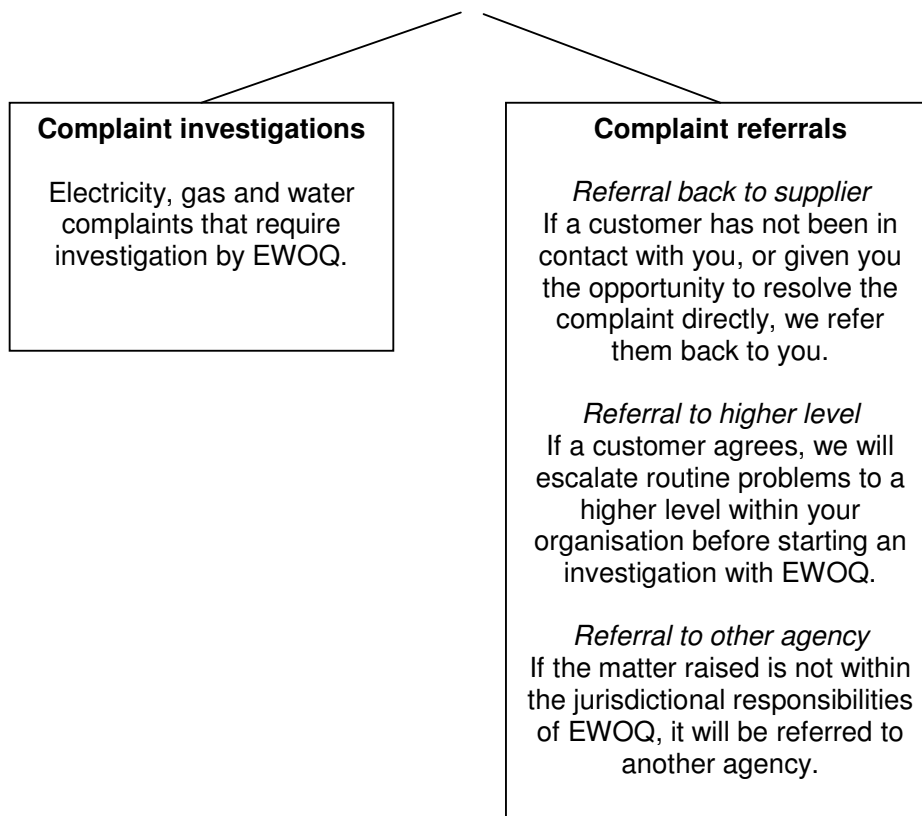 Complaint investigations
Electricity, gas and water
complaints that require
investigation by EWOQ.
Complaint referrals
Referral back to supplier
If a customer has not been in
contact with you, or given you
the opportunity to resolve the
complaint directly, we refer
them back to you.
Referral to higher level
If a customer agrees, we will
escalate routine problems to a
higher level within your
organisation before starting an
investigation with EWOQ.
Referral to other agency
If the matter raised is not within
the jurisdictional responsibilities
of EWOQ, it will be referred to
another agency.